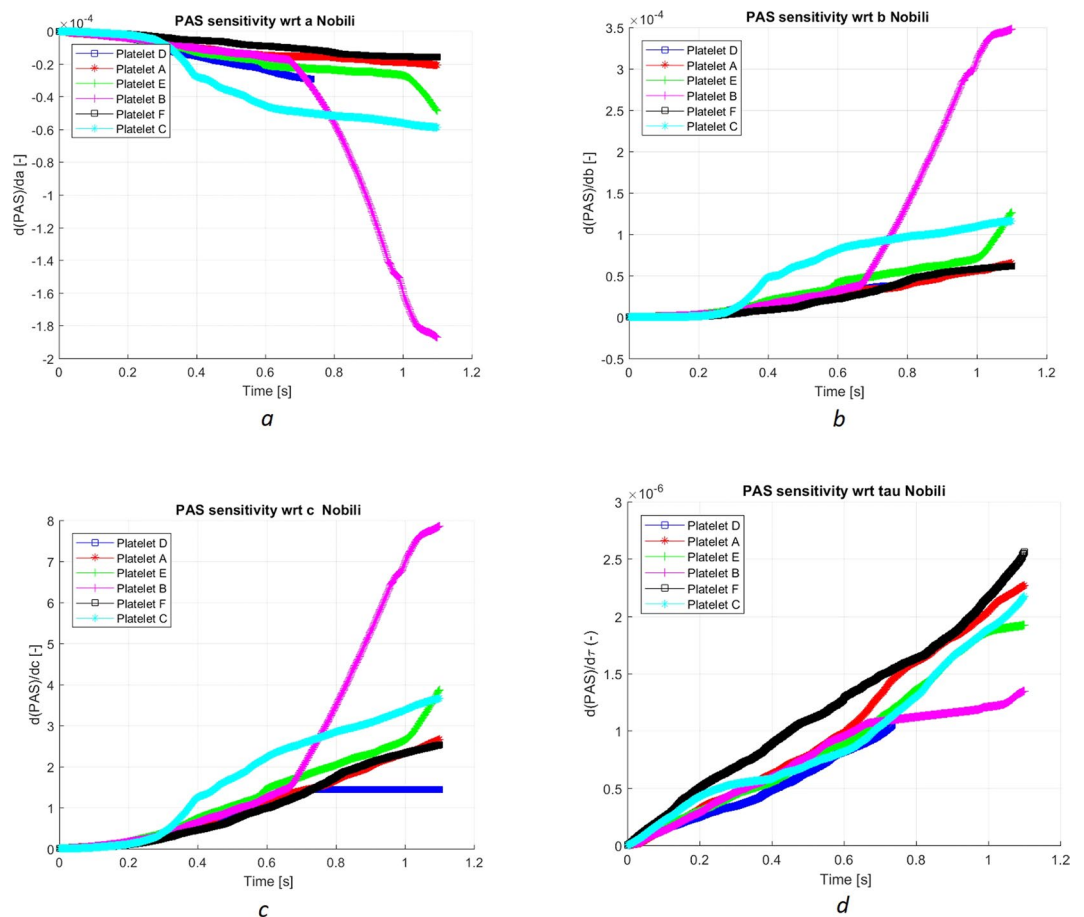 ×10⁻⁴
PAS sensitivity wrt a Nobili
0
-0.2
-0.4
-0.6
-0.8
-1
-1.2
-1.4
-1.6
-1.8
-2
d(PAS)/da [-]
Platelet D
Platelet A
Platelet E
Platelet B
Platelet F
Platelet C
0 0.2 0.4 0.6 0.8 1 1.2
Time [s]
a
×10⁻⁴
PAS sensitivity wrt b Nobili
3.5
3
2.5
2
1.5
1
0.5
0
-0.5
d(PAS)/db [-]
Platelet D
Platelet A
Platelet E
Platelet B
Platelet F
Platelet C
0 0.2 0.4 0.6 0.8 1 1.2
Time [s]
b
PAS sensitivity wrt c Nobili
8
7
6
5
4
3
2
1
0
d(PAS)/dc [-]
Platelet D
Platelet A
Platelet E
Platelet B
Platelet F
Platelet C
0 0.2 0.4 0.6 0.8 1 1.2
Time [s]
c
×10⁻⁶
PAS sensitivity wrt tau Nobili
3
2.5
2
1.5
1
0.5
0
d(PAS)/dτ (-)
Platelet D
Platelet A
Platelet E
Platelet B
Platelet F
Platelet C
0 0.2 0.4 0.6 0.8 1 1.2
Time [s]
d